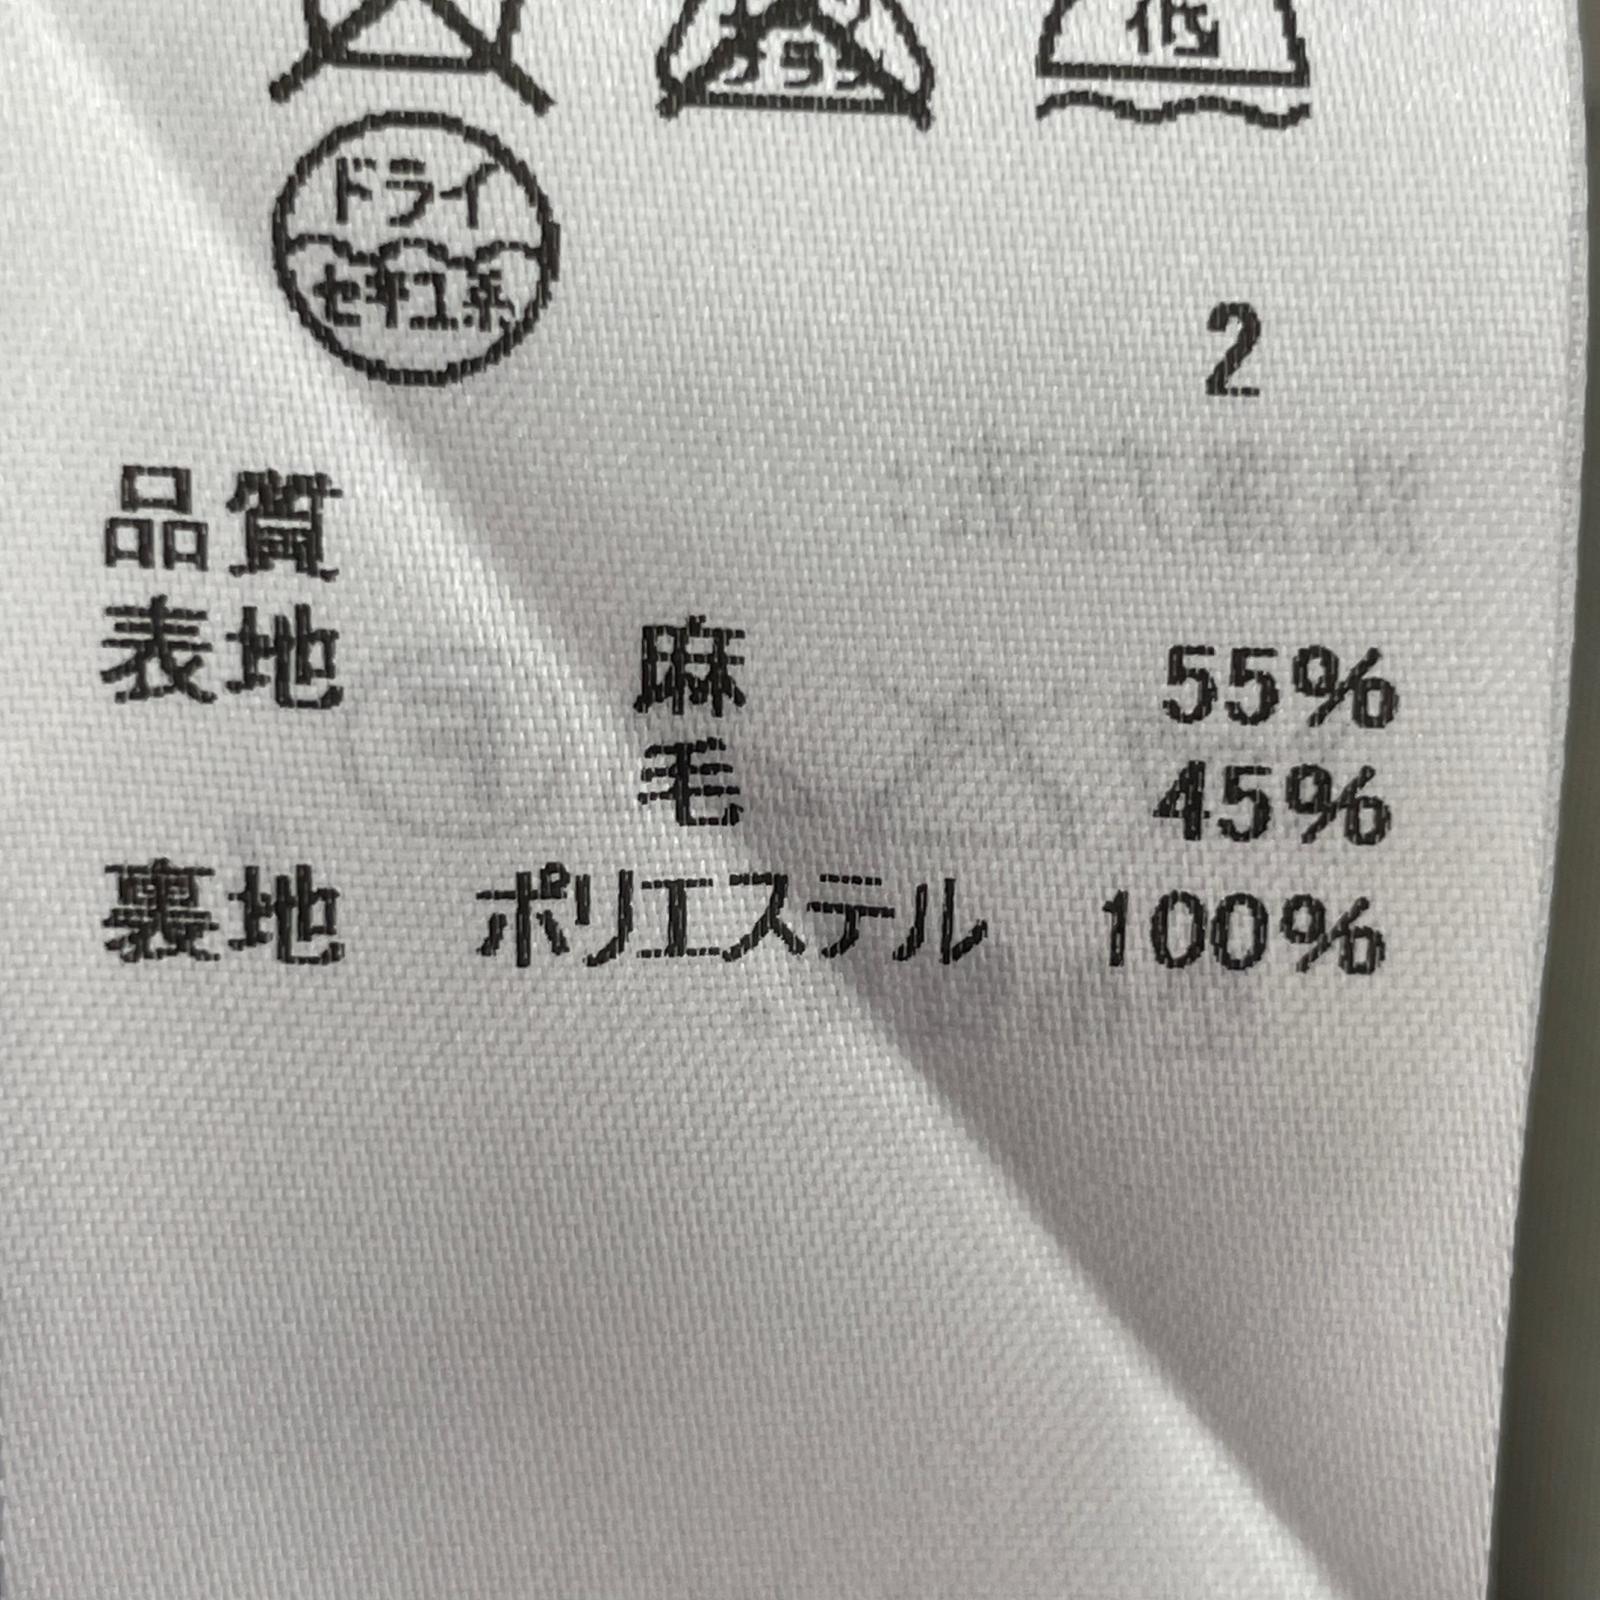 低
ドライ
セキユ系
2
品質
表地 麻 55%
毛 45%
裏地 ポリエステル 100%